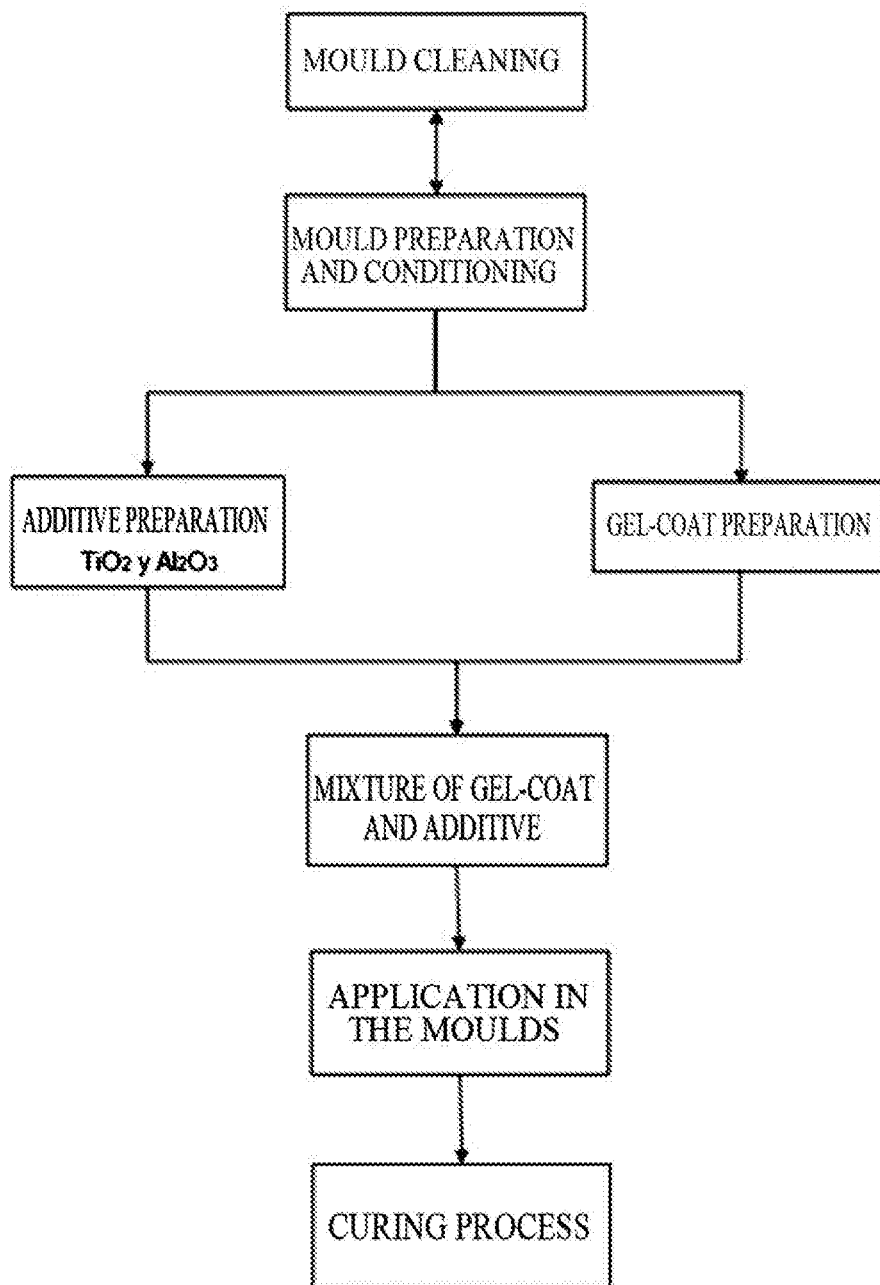 MOULD CLEANING
MOULD PREPARATION
AND CONDITIONING
ADDITIVE PREPARATION
TiO2 y Al2O3
GEL-COAT PREPARATION
MIXTURE OF GEL-COAT
AND ADDITIVE
APPLICATION IN
THE MOULDS
CURING PROCESS